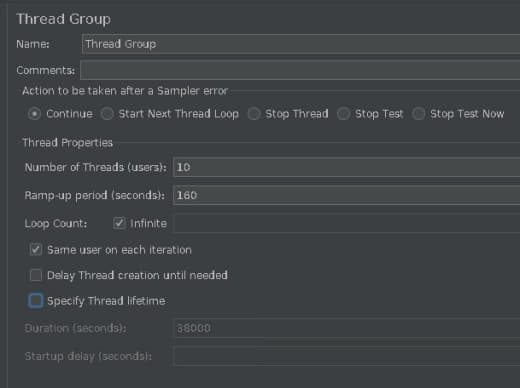 Thread Group
Name: Thread Group
Comments:
Action to be taken after a Sampler error
Continue Start Next Thread Loop Stop Thread Stop Test Stop Test Now
Thread Properties
Number of Threads (users): 10
Ramp-up period (seconds): 160
Loop Count: Infinite
Same user on each iteration
Delay Thread creation until needed
Specify Thread lifetime
Duration (seconds): 38000
Startup delay (seconds):